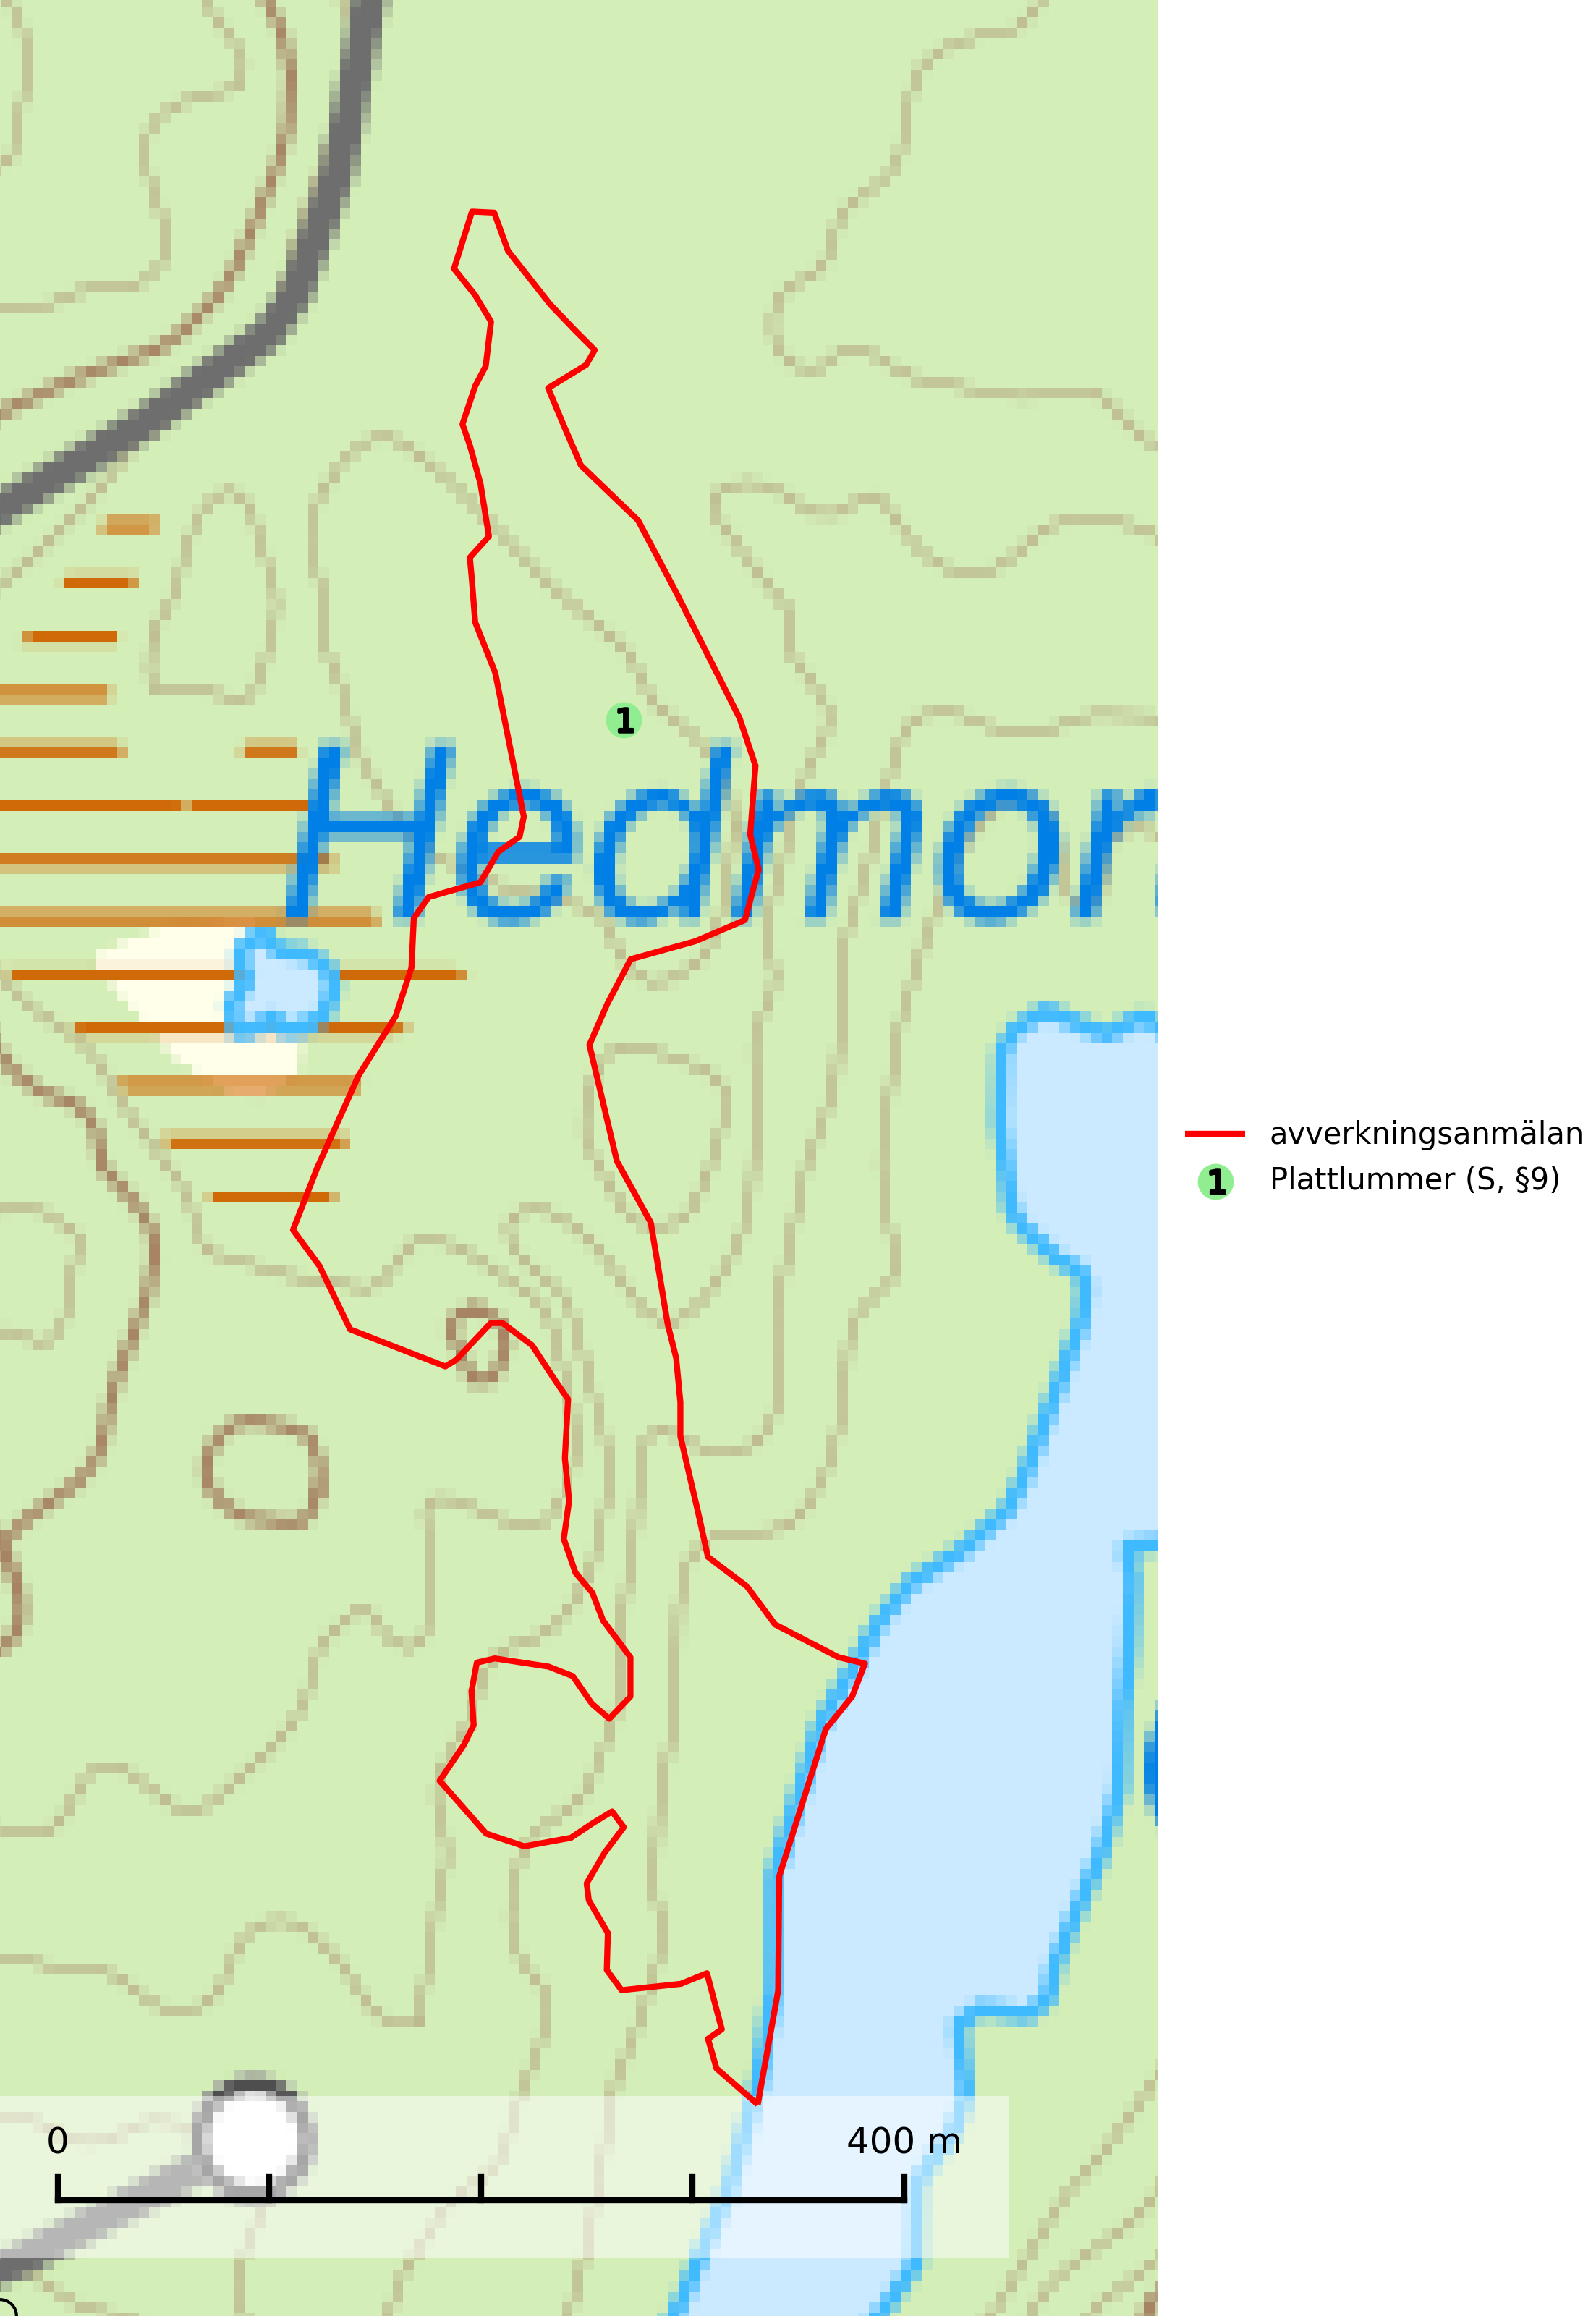 1
Hedmor
avverkningsanmälan
1 Plattlummer (S, §9)
0 400 m